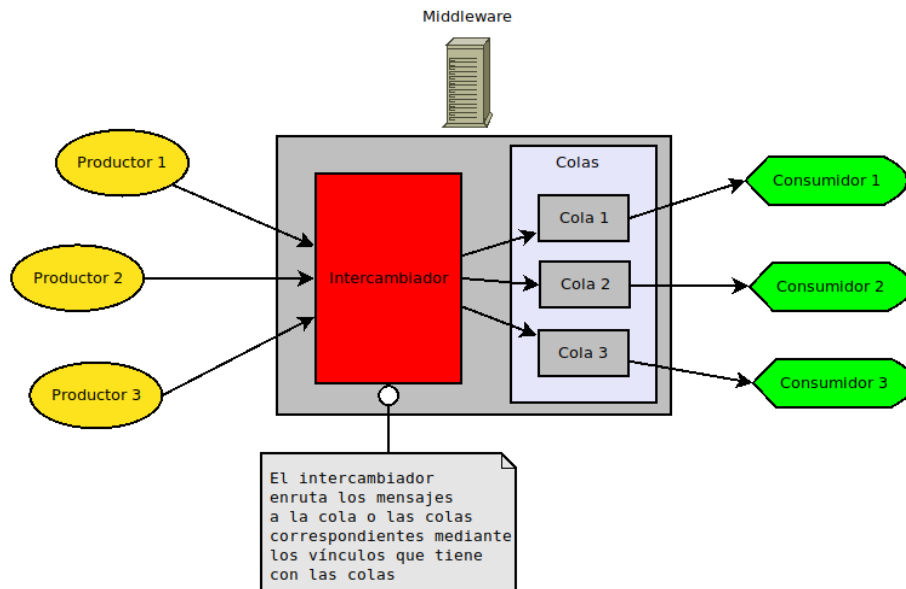 Middleware
Productor 1
Productor 2
Productor 3
Intercambiador
Colas
Cola 1
Cola 2
Cola 3
Consumidor 1
Consumidor 2
Consumidor 3
El intercambiador
enruta los mensajes
a la cola o las colas
correspondientes mediante
los vínculos que tiene
con las colas